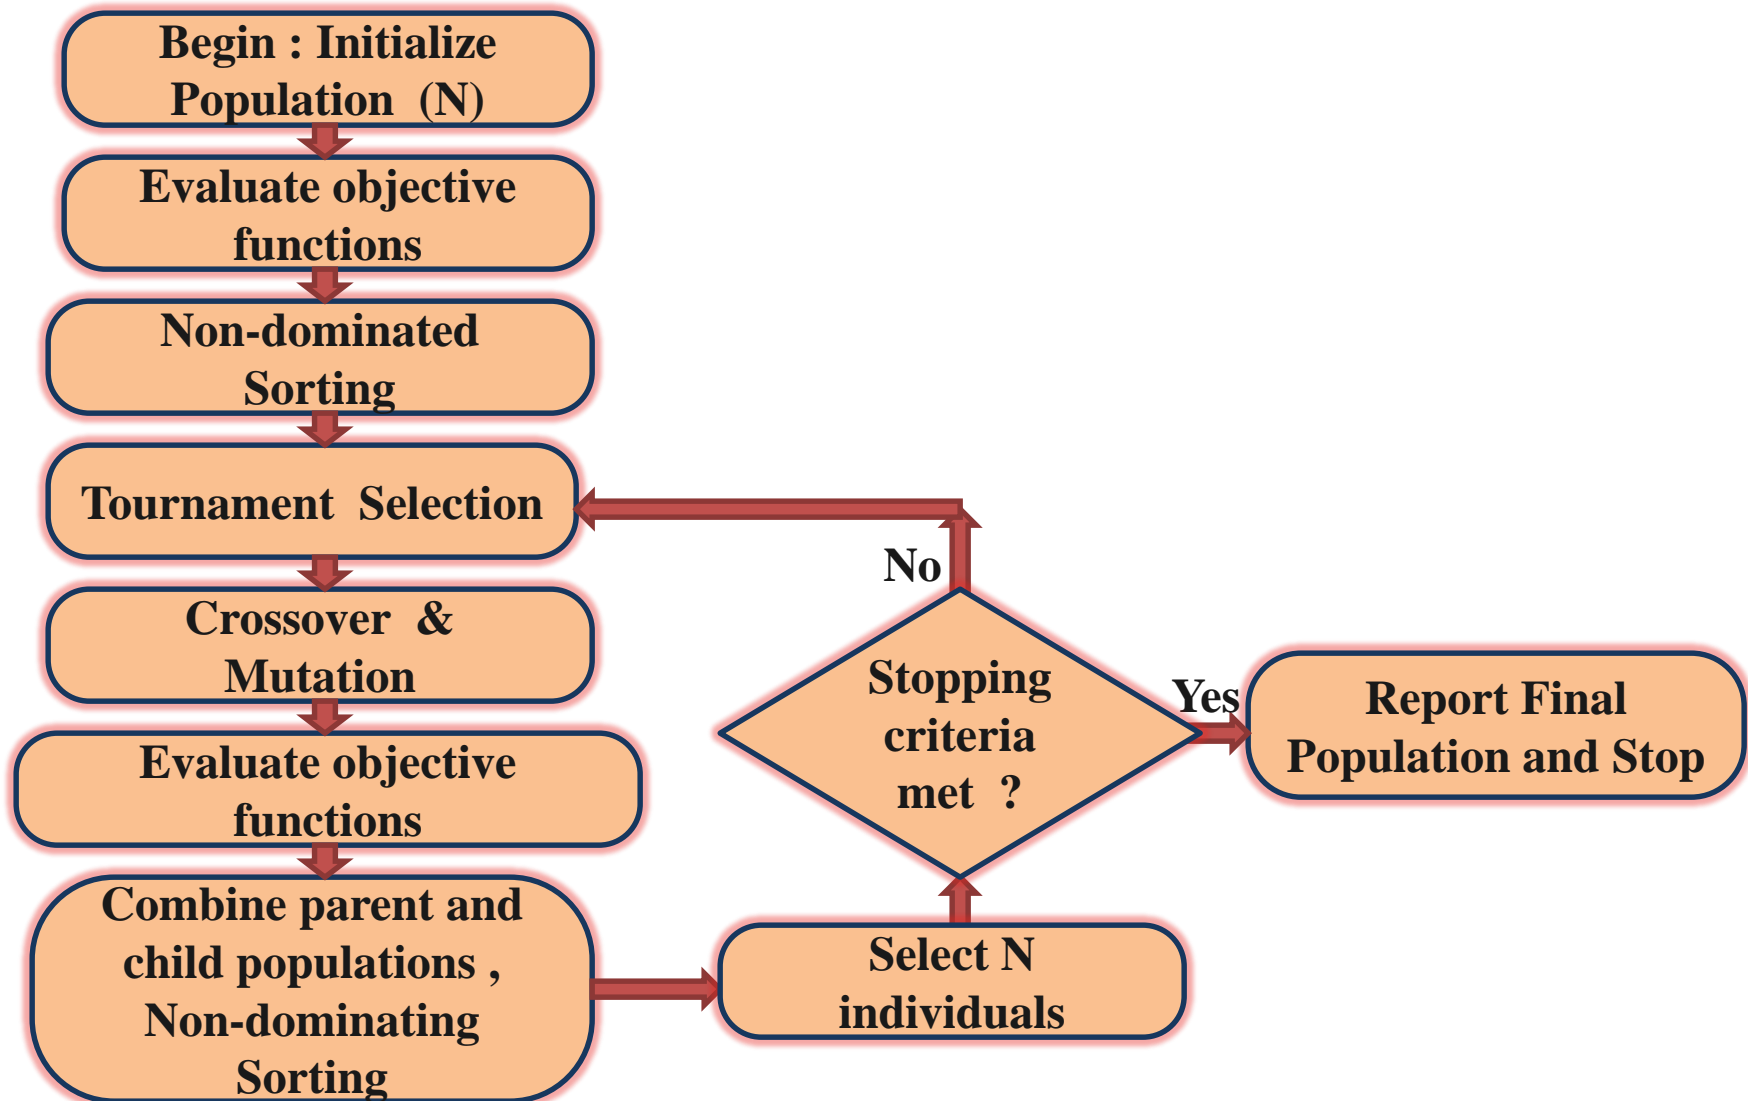 Begin : Initialize
Population (N)
Evaluate objective
functions
Non-dominated
Sorting
Tournament Selection
Crossover &
Mutation
Evaluate objective
functions
Combine parent and
child populations ,
Non-dominating
Sorting
Select N
individuals
Stopping
criteria
met ?
No
Yes
Report Final
Population and Stop